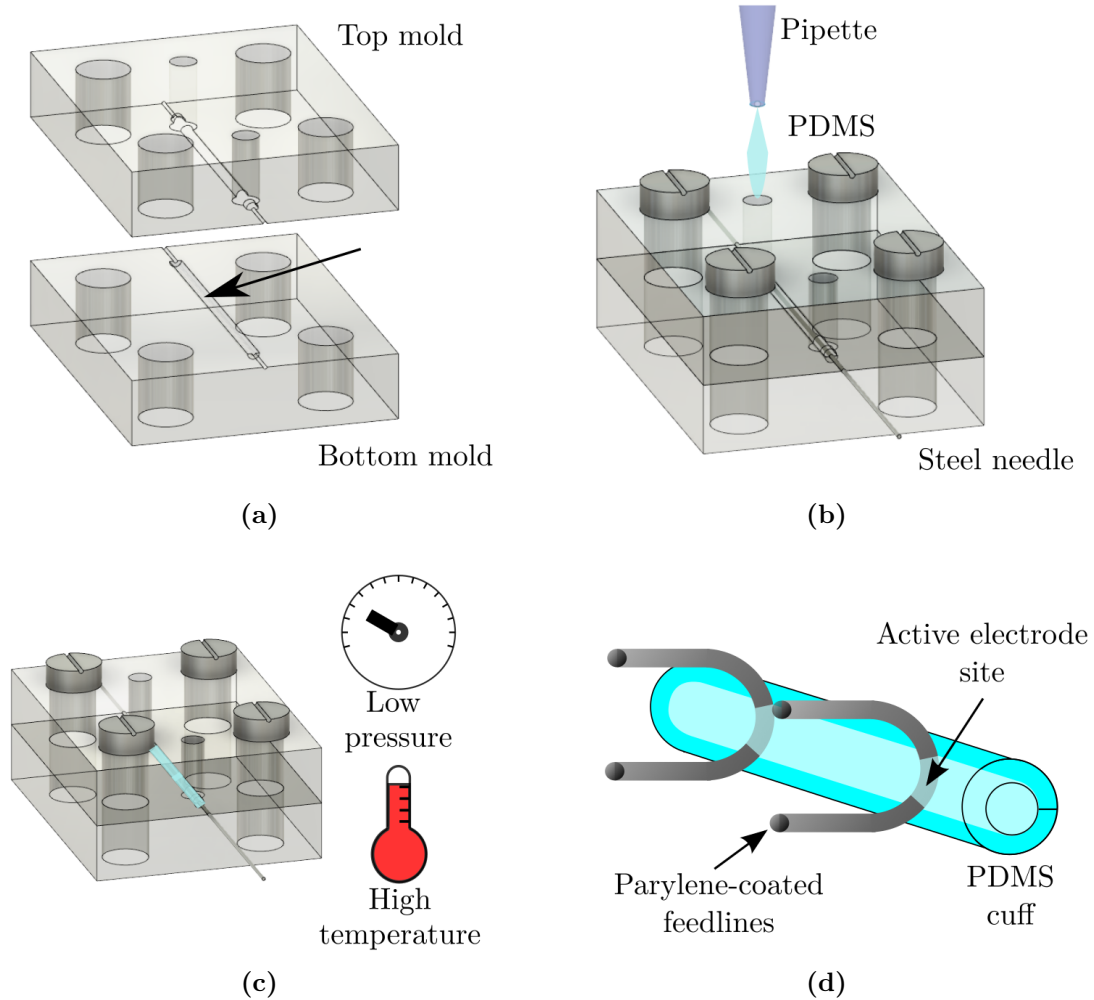 Top mold
Bottom mold
(a)
Pipette
PDMS
Steel needle
(b)
Low
pressure
High
temperature
(c)
Active electrode
site
Parylene-coated
feedlines
PDMS
cuff
(d)